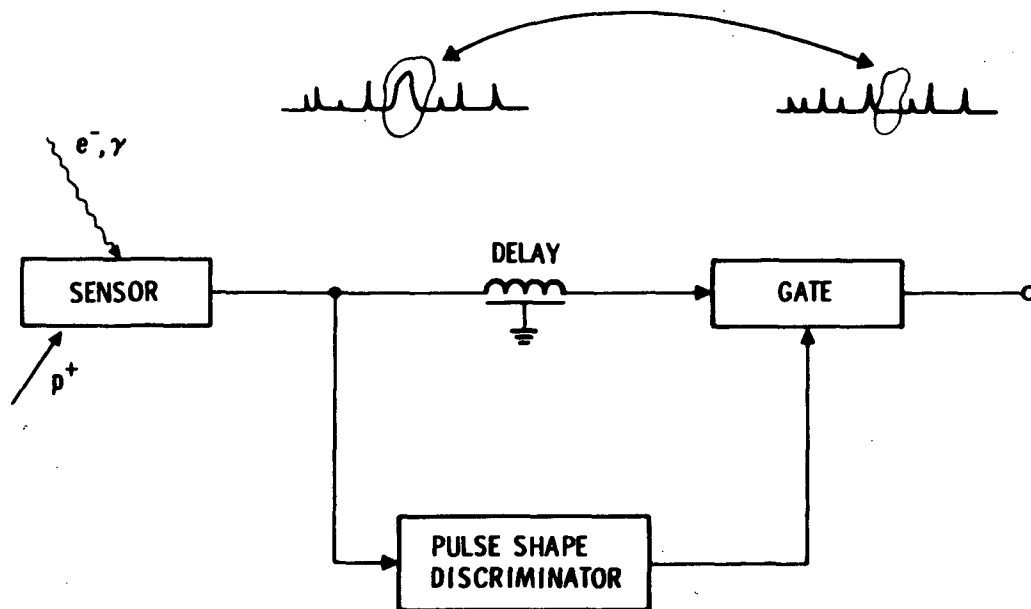 e⁻, γ
DELAY
SENSOR
GATE
p⁺
PULSE SHAPE
DISCRIMINATOR